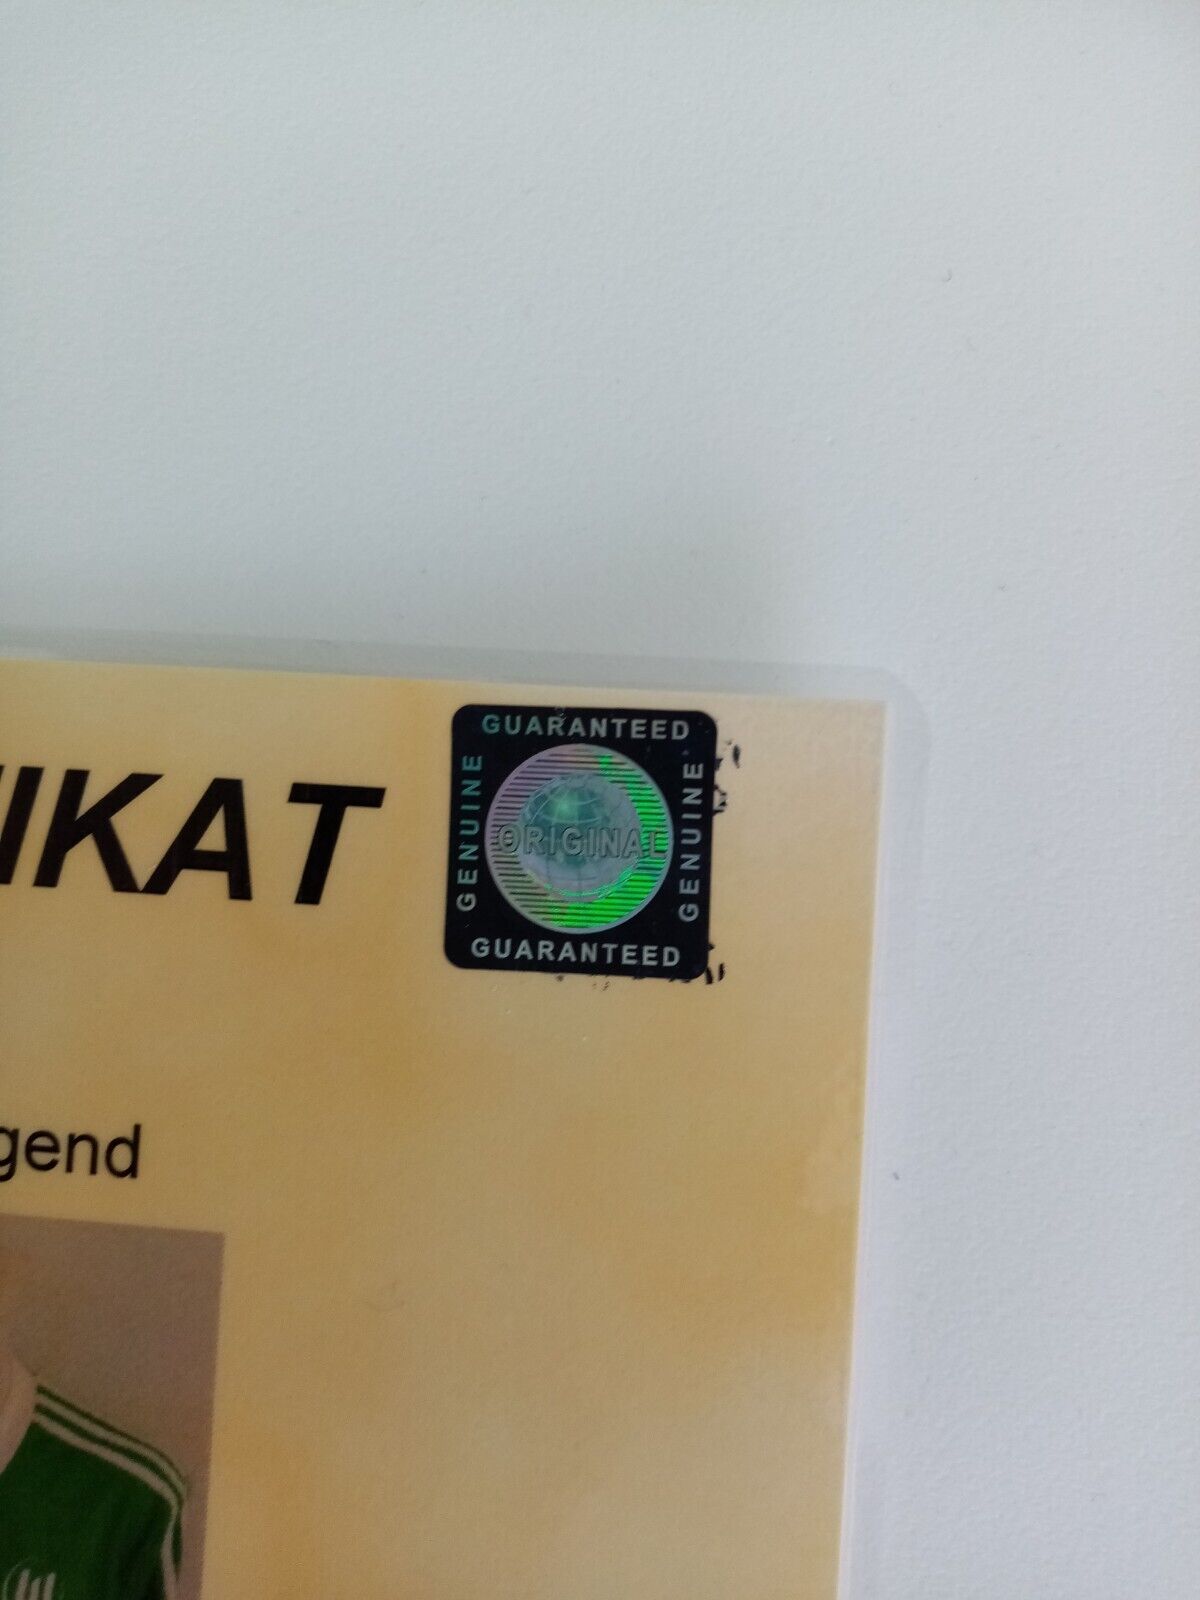 GUARANTEED
GENUINE
ORIGINAL
GENUINE
GUARANTEED
IKAT
gend